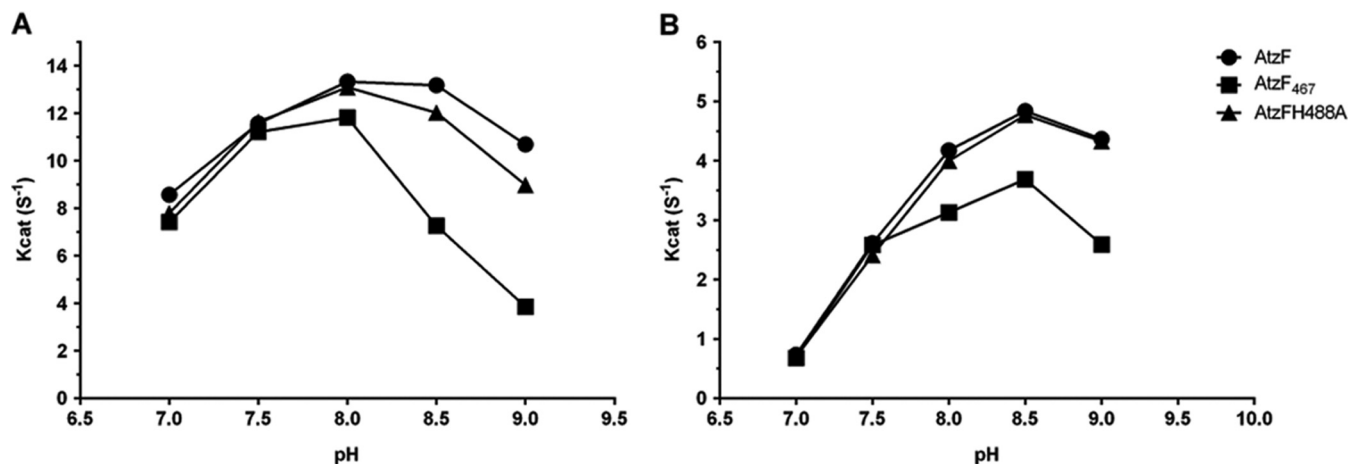 A
Kcat (S⁻¹)
14
12
10
8
6
4
2
0
6.5 7.0 7.5 8.0 8.5 9.0 9.5
pH
B
Kcat (S⁻¹)
6
5
4
3
2
1
0
6.5 7.0 7.5 8.0 8.5 9.0 9.5 10.0
pH
AtzF
AtzF₄₆₇
AtzFH488A